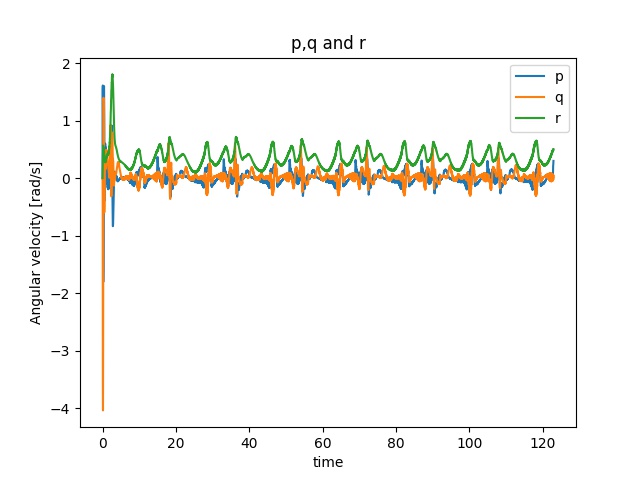 p,q and r
p
q
r
Angular velocity [rad/s]
2
1
0
−1
−2
−3
−4
0 20 40 60 80 100 120
time